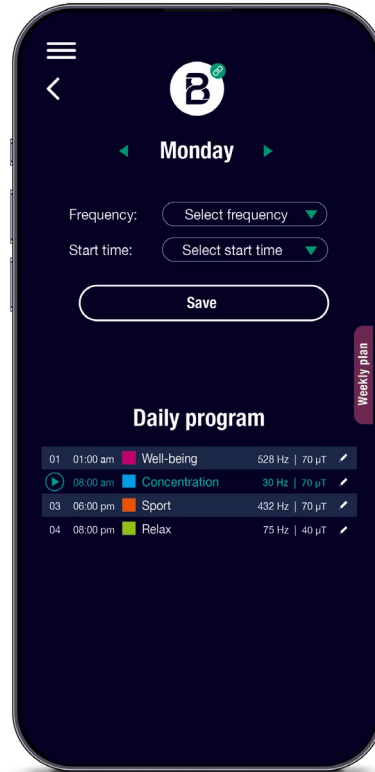 B
Monday
Frequency: Select frequency
Start time: Select start time
Save
Weekly plan
Daily program
01 01:00 am Well-being 528 Hz | 70 µT
08:00 am Concentration 30 Hz | 70 µT
03 06:00 pm Sport 432 Hz | 70 µT
04 08:00 pm Relax 75 Hz | 40 µT